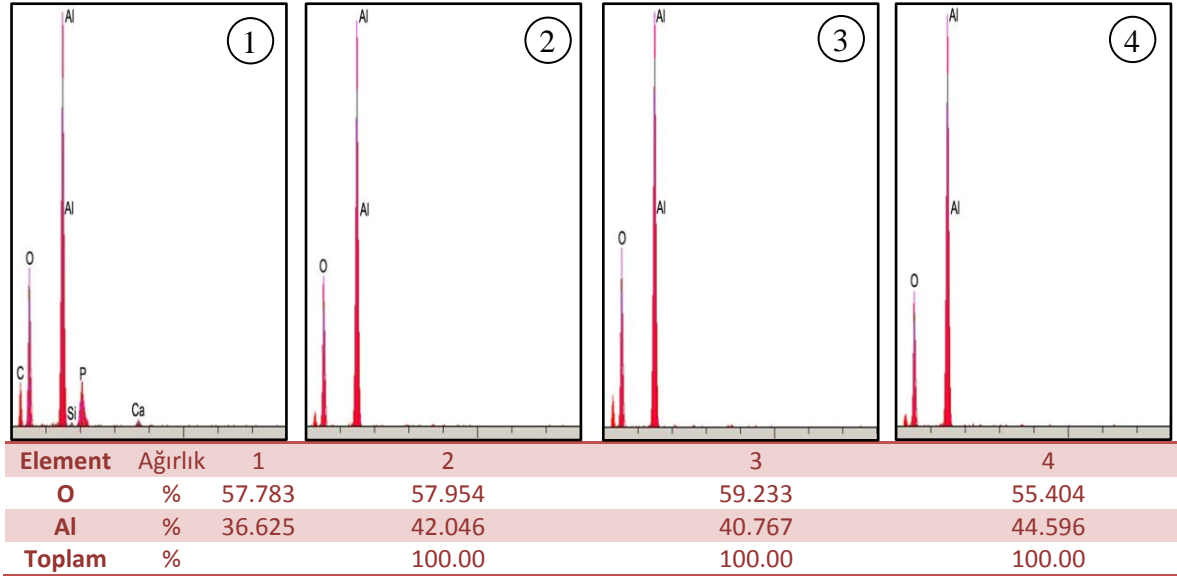 Al Al Al Al
1 2 3 4
Al Al Al Al
O O O O
C P
Si Ca
Element Ağırlık 1 2 3 4
O % 57.783 57.954 59.233 55.404
Al % 36.625 42.046 40.767 44.596
Toplam % 100.00 100.00 100.00